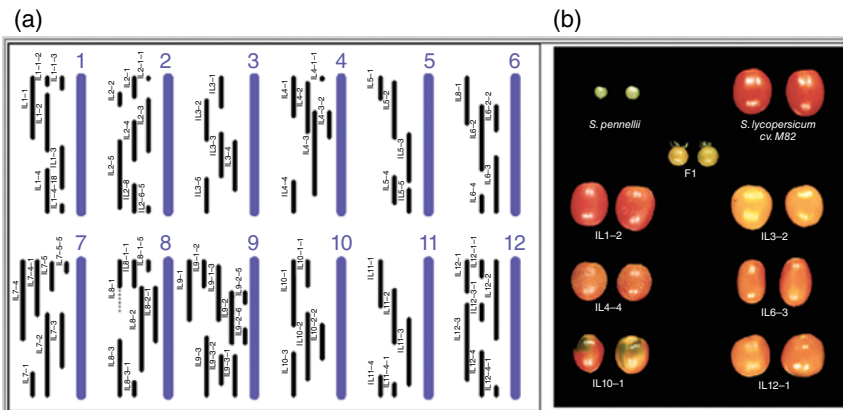 (a)
(b)
1
IL1–1
IL1–1–2
IL1–1–3
IL1–2
IL1–3
IL1–4
IL1–4–18
2
IL2–2
IL2–1
IL2–1–1
IL2–3
IL2–4
IL2–5
IL2–8
IL2–6–5
3
IL3–1
IL3–2
IL3–3
IL3–4
IL3–5
4
IL4–1
IL4–1–1
IL4–2
IL4–3–2
IL4–3
IL4–4
5
IL5–1
IL5–2
IL5–3
IL5–4
IL5–5
6
IL8–1
IL6–2
IL6–2–2
IL6–3
IL6–4
7
IL7–4
IL7–4–1
IL7–5
IL7–5–5
IL7–2
IL7–3
IL7–1
8
IL8–1
IL8–1–1
IL8–1–5
IL8–2
IL8–2–1
IL8–3
IL8–3–1
9
IL9–1
IL9–1–2
IL9–1–3
IL9–2
IL9–2–5
IL9–2–6
IL9–3
IL9–3–2
IL9–3–1
10
IL10–1
IL10–1–1
IL10–2
IL10–2–2
IL10–3
11
IL11–1
IL11–2
IL11–3
IL11–4
IL11–4–1
12
IL12–1
IL12–1–1
IL12–2
IL12–3–1
IL12–3
IL12–4
IL12–4–1
S. pennellii
S. lycopersicum
cv. M82
F1
IL1–2
IL3–2
IL4–4
IL6–3
IL10–1
IL12–1